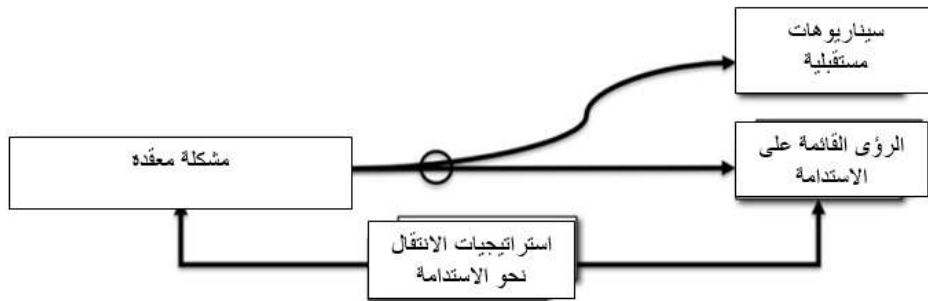 سيناريوهات
مستقبلية
مشكلة معقده
الرؤى القائمة على
الاستدامة
استراتيجيات الانتقال
نحو الاستدامة